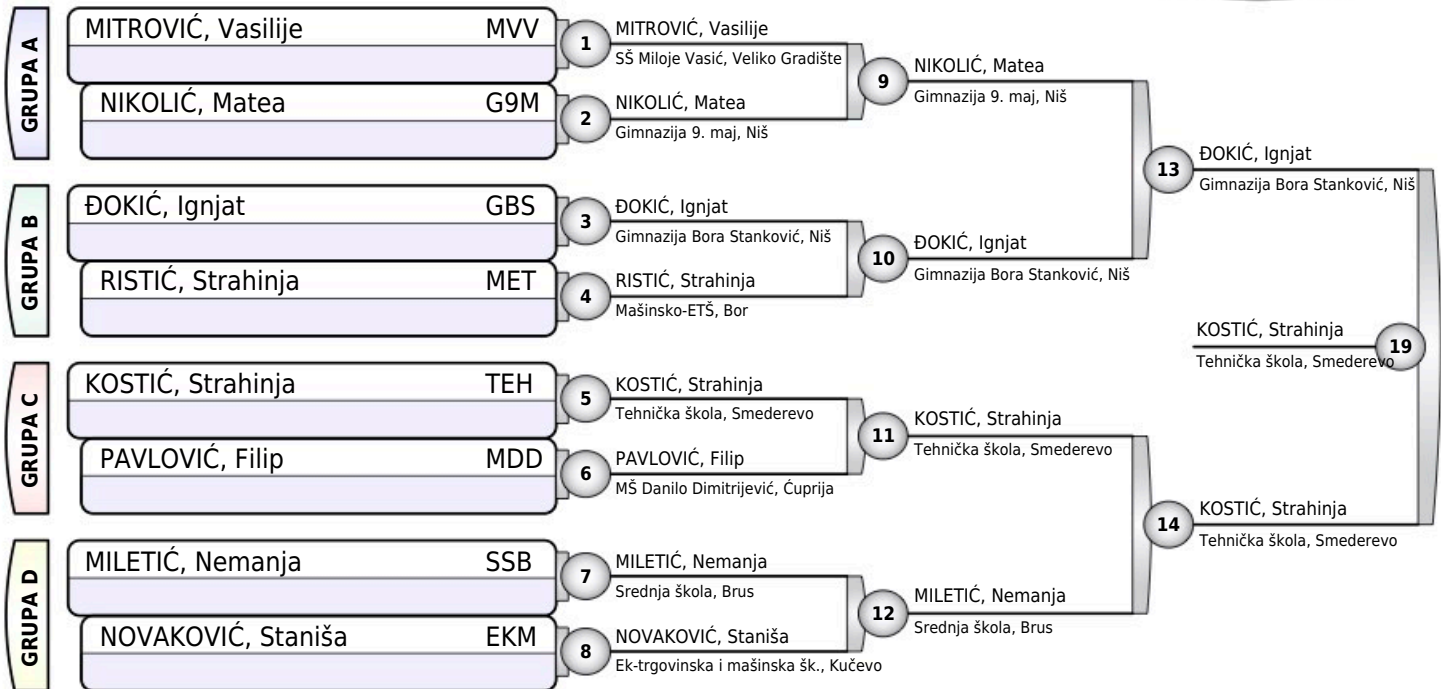 GRUPA A
MITROVIĆ, Vasilije MVV
NIKOLIĆ, Matea G9M
GRUPA B
ĐOKIĆ, Ignjat GBS
RISTIĆ, Strahinja MET
GRUPA C
KOSTIĆ, Strahinja TEH
PAVLOVIĆ, Filip MDD
GRUPA D
MILETIĆ, Nemanja SSB
NOVAKOVIĆ, Staniša EKM
1
MITROVIĆ, Vasilije
SŠ Miloje Vasić, Veliko Gradište
2
NIKOLIĆ, Matea
Gimnazija 9. maj, Niš
3
ĐOKIĆ, Ignjat
Gimnazija Bora Stanković, Niš
4
RISTIĆ, Strahinja
Mašinsko-ETŠ, Bor
5
KOSTIĆ, Strahinja
Tehnička škola, Smederevo
6
PAVLOVIĆ, Filip
MŠ Danilo Dimitrijević, Ćuprija
7
MILETIĆ, Nemanja
Srednja škola, Brus
8
NOVAKOVIĆ, Staniša
Ek-trgovinska i mašinska šk., Kučevo
9
NIKOLIĆ, Matea
Gimnazija 9. maj, Niš
10
ĐOKIĆ, Ignjat
Gimnazija Bora Stanković, Niš
11
KOSTIĆ, Strahinja
Tehnička škola, Smederevo
12
MILETIĆ, Nemanja
Srednja škola, Brus
13
ĐOKIĆ, Ignjat
Gimnazija Bora Stanković, Niš
14
KOSTIĆ, Strahinja
Tehnička škola, Smederevo
KOSTIĆ, Strahinja
19
Tehnička škola, Smederevo